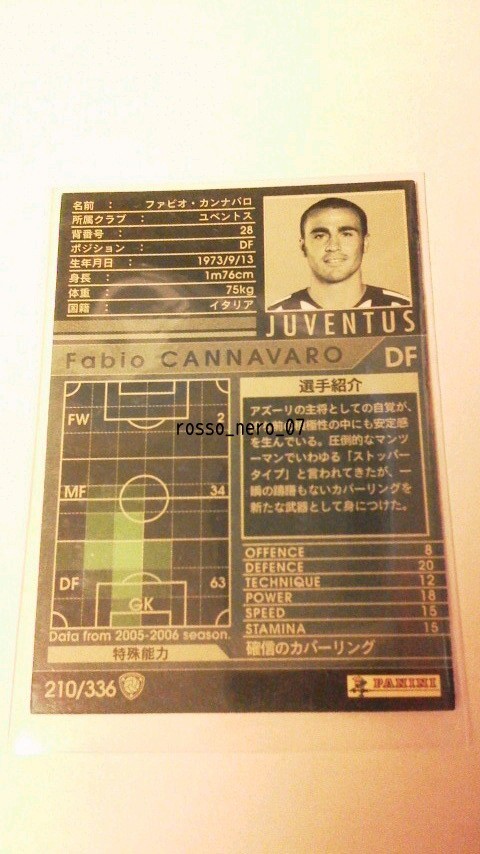 名前 : ファビオ・カンナバロ
所属クラブ : ユベントス
背番号 : 28
ポジション : DF
生年月日 : 1973/9/13
身長 : 1m76cm
体重 : 75kg
国籍 : イタリア
JUVENTUS
Fabio CANNAVARO DF
FW 2
MF 34
DF 63
GK
Data from 2005-2006 season.
選手紹介
アズーリの主将としての自覚が、
極性の中にも安定感
rosso_nero_07
を生んでいる。圧倒的なマンツ
ーマンでいわゆる「ストッパー
タイプ」と言われてきたが、一
瞬の躊躇もないカバーリングを
新たな武器として身につけた。
OFFENCE 8
DEFENCE 20
TECHNIQUE 12
POWER 18
SPEED 15
STAMINA 15
特殊能力 確信のカバーリング
210/336
PANINI